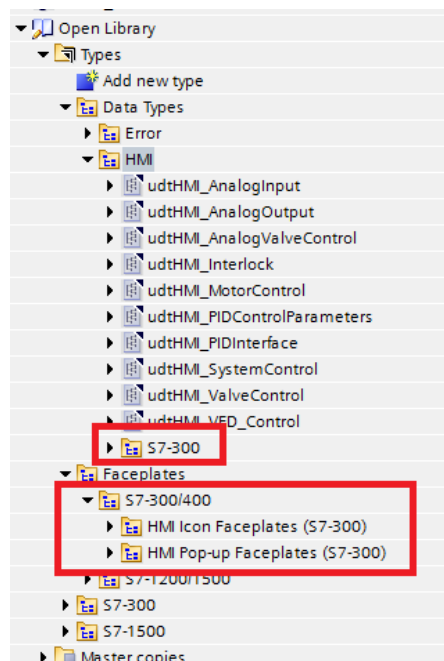 Open Library
Types
Add new type
Data Types
Error
HMI
udtHMI_AnalogInput
udtHMI_AnalogOutput
udtHMI_AnalogValveControl
udtHMI_Interlock
udtHMI_MotorControl
udtHMI_PIDControlParameters
udtHMI_PIDInterface
udtHMI_SystemControl
udtHMI_ValveControl
udtHMI_VFD_Control
S7-300
Faceplates
S7-300/400
HMI Icon Faceplates (S7-300)
HMI Pop-up Faceplates (S7-300)
S7-1200/1500
S7-300
S7-1500
Master copies